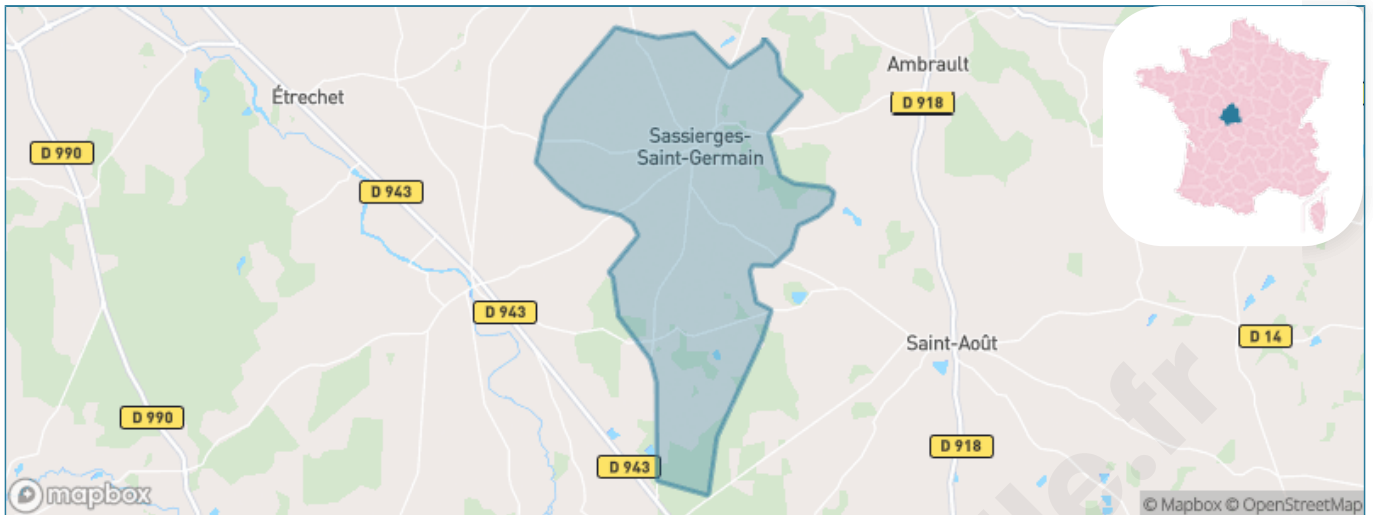 Ambrault
Étrechet
D 918
Sassierges-
Saint-Germain
D 990
D 943
D 943
D 14
Saint-Août
D 990
D 918
D 943
mapbox
© Mapbox © OpenStreetMap